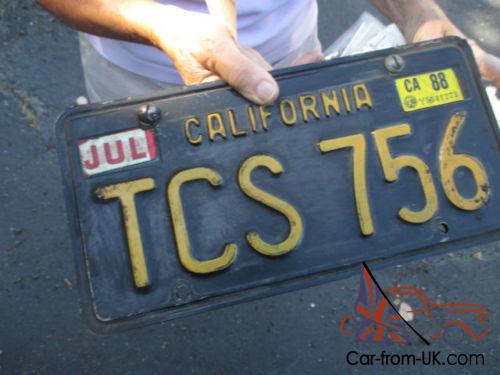 CALIFORNIA
CA 88
JUL
TCS 756
Car-from-UK.com